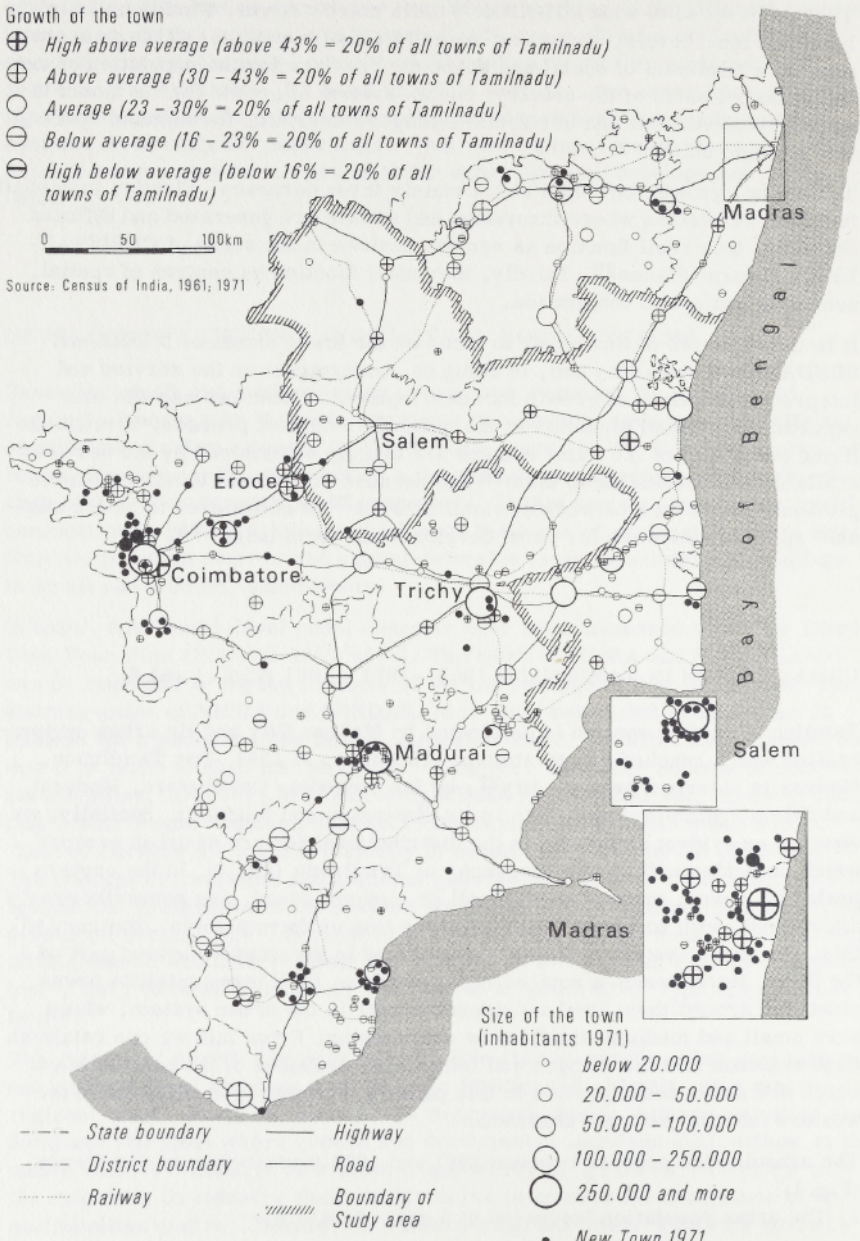 Growth of the town
High above average (above 43% = 20% of all towns of Tamilnadu)
Above average (30 – 43% = 20% of all towns of Tamilnadu)
Average (23 – 30% = 20% of all towns of Tamilnadu)
Below average (16 – 23% = 20% of all towns of Tamilnadu)
High below average (below 16% = 20% of all
towns of Tamilnadu)
0 50 100km
Source: Census of India, 1961; 1971
Madras
Bay of Bengal
Salem
Erode
Coimbatore
Trichy
Madurai
Salem
Madras
Size of the town
(inhabitants 1971)
below 20.000
20.000 – 50.000
50.000 – 100.000
100.000 – 250.000
250.000 and more
New Town 1971
State boundary
District boundary
Railway
Highway
Road
Boundary of
Study area